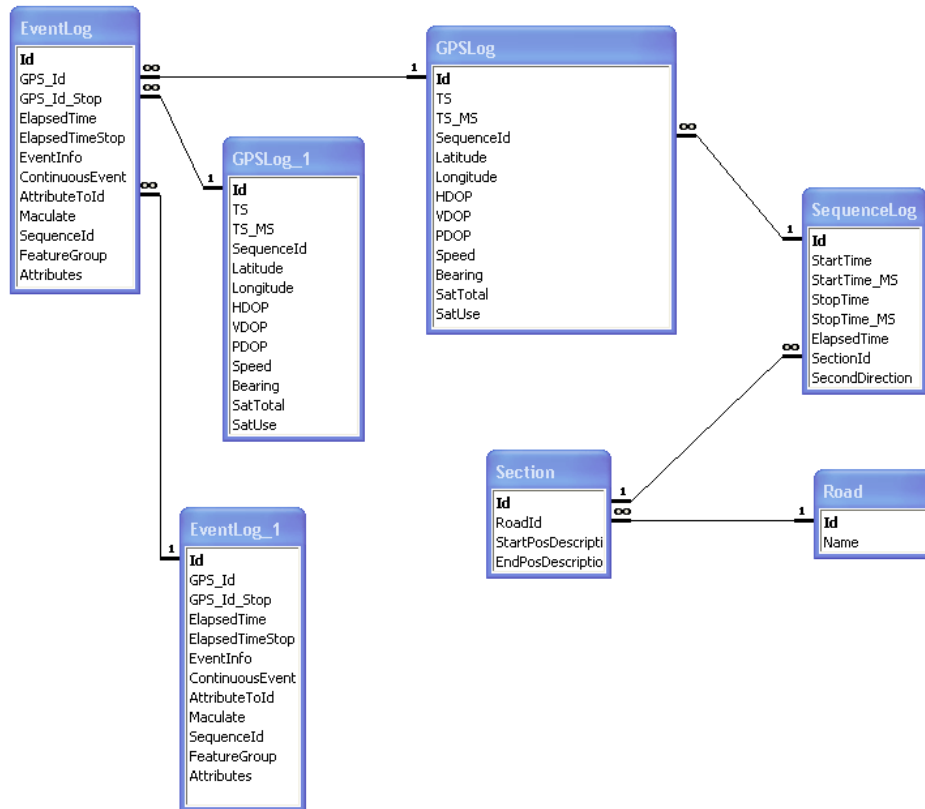 EventLog
Id
GPS_Id
GPS_Id_Stop
ElapsedTime
ElapsedTimeStop
EventInfo
ContinuousEvent
AttributeToId
Maculate
SequenceId
FeatureGroup
Attributes
∞
∞
∞
1
GPSLog
Id
TS
TS_MS
SequenceId
Latitude
Longitude
HDOP
VDOP
PDOP
Speed
Bearing
SatTotal
SatUse
∞
1
GPSLog_1
Id
TS
TS_MS
SequenceId
Latitude
Longitude
HDOP
VDOP
PDOP
Speed
Bearing
SatTotal
SatUse
1
SequenceLog
Id
StartTime
StartTime_MS
StopTime
StopTime_MS
ElapsedTime
SectionId
SecondDirection
∞
Section
Id
RoadId
StartPosDescripti
EndPosDescriptio
1
∞
1
Road
Id
Name
1
EventLog_1
Id
GPS_Id
GPS_Id_Stop
ElapsedTime
ElapsedTimeStop
EventInfo
ContinuousEvent
AttributeToId
Maculate
SequenceId
FeatureGroup
Attributes